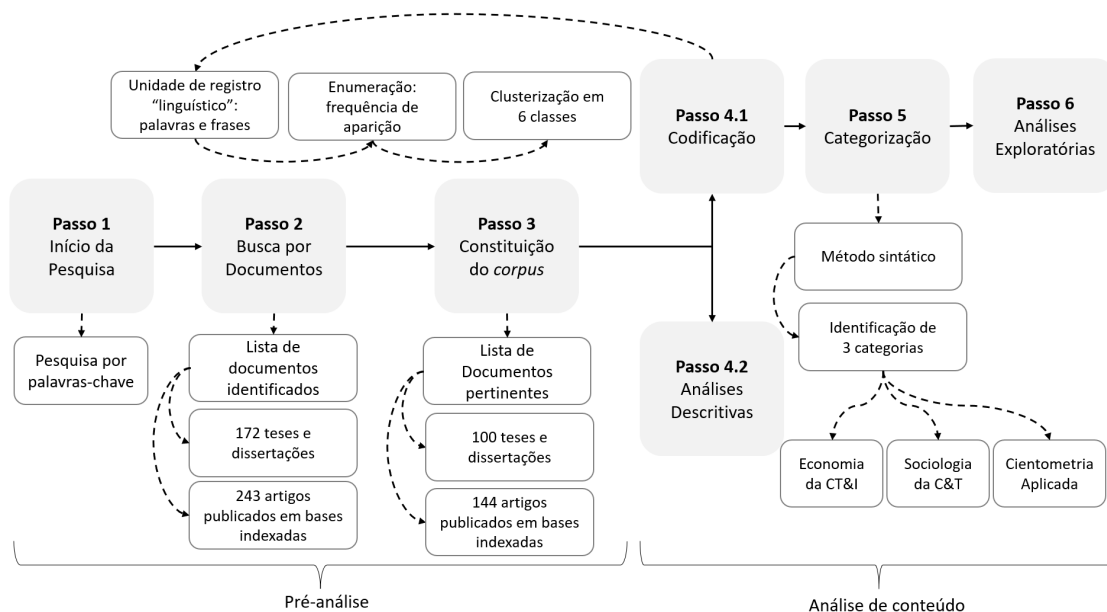 Unidade de registro
“linguístico”:
palavras e frases
Enumeração:
frequência de
aparição
Clusterização em
6 classes
Passo 4.1
Codificação
Passo 5
Categorização
Passo 6
Análises
Exploratórias
Passo 1
Início da
Pesquisa
Passo 2
Busca por
Documentos
Passo 3
Constituição
do corpus
Método sintático
Identificação de
3 categorias
Passo 4.2
Análises
Descritivas
Pesquisa por
palavras-chave
Lista de
documentos
identificados
172 teses e
dissertações
243 artigos
publicados em bases
indexadas
Lista de
Documentos
pertinentes
100 teses e
dissertações
144 artigos
publicados em bases
indexadas
Economia
da CT&I
Sociologia
da C&T
Cientometria
Aplicada
Pré-análise
Análise de conteúdo